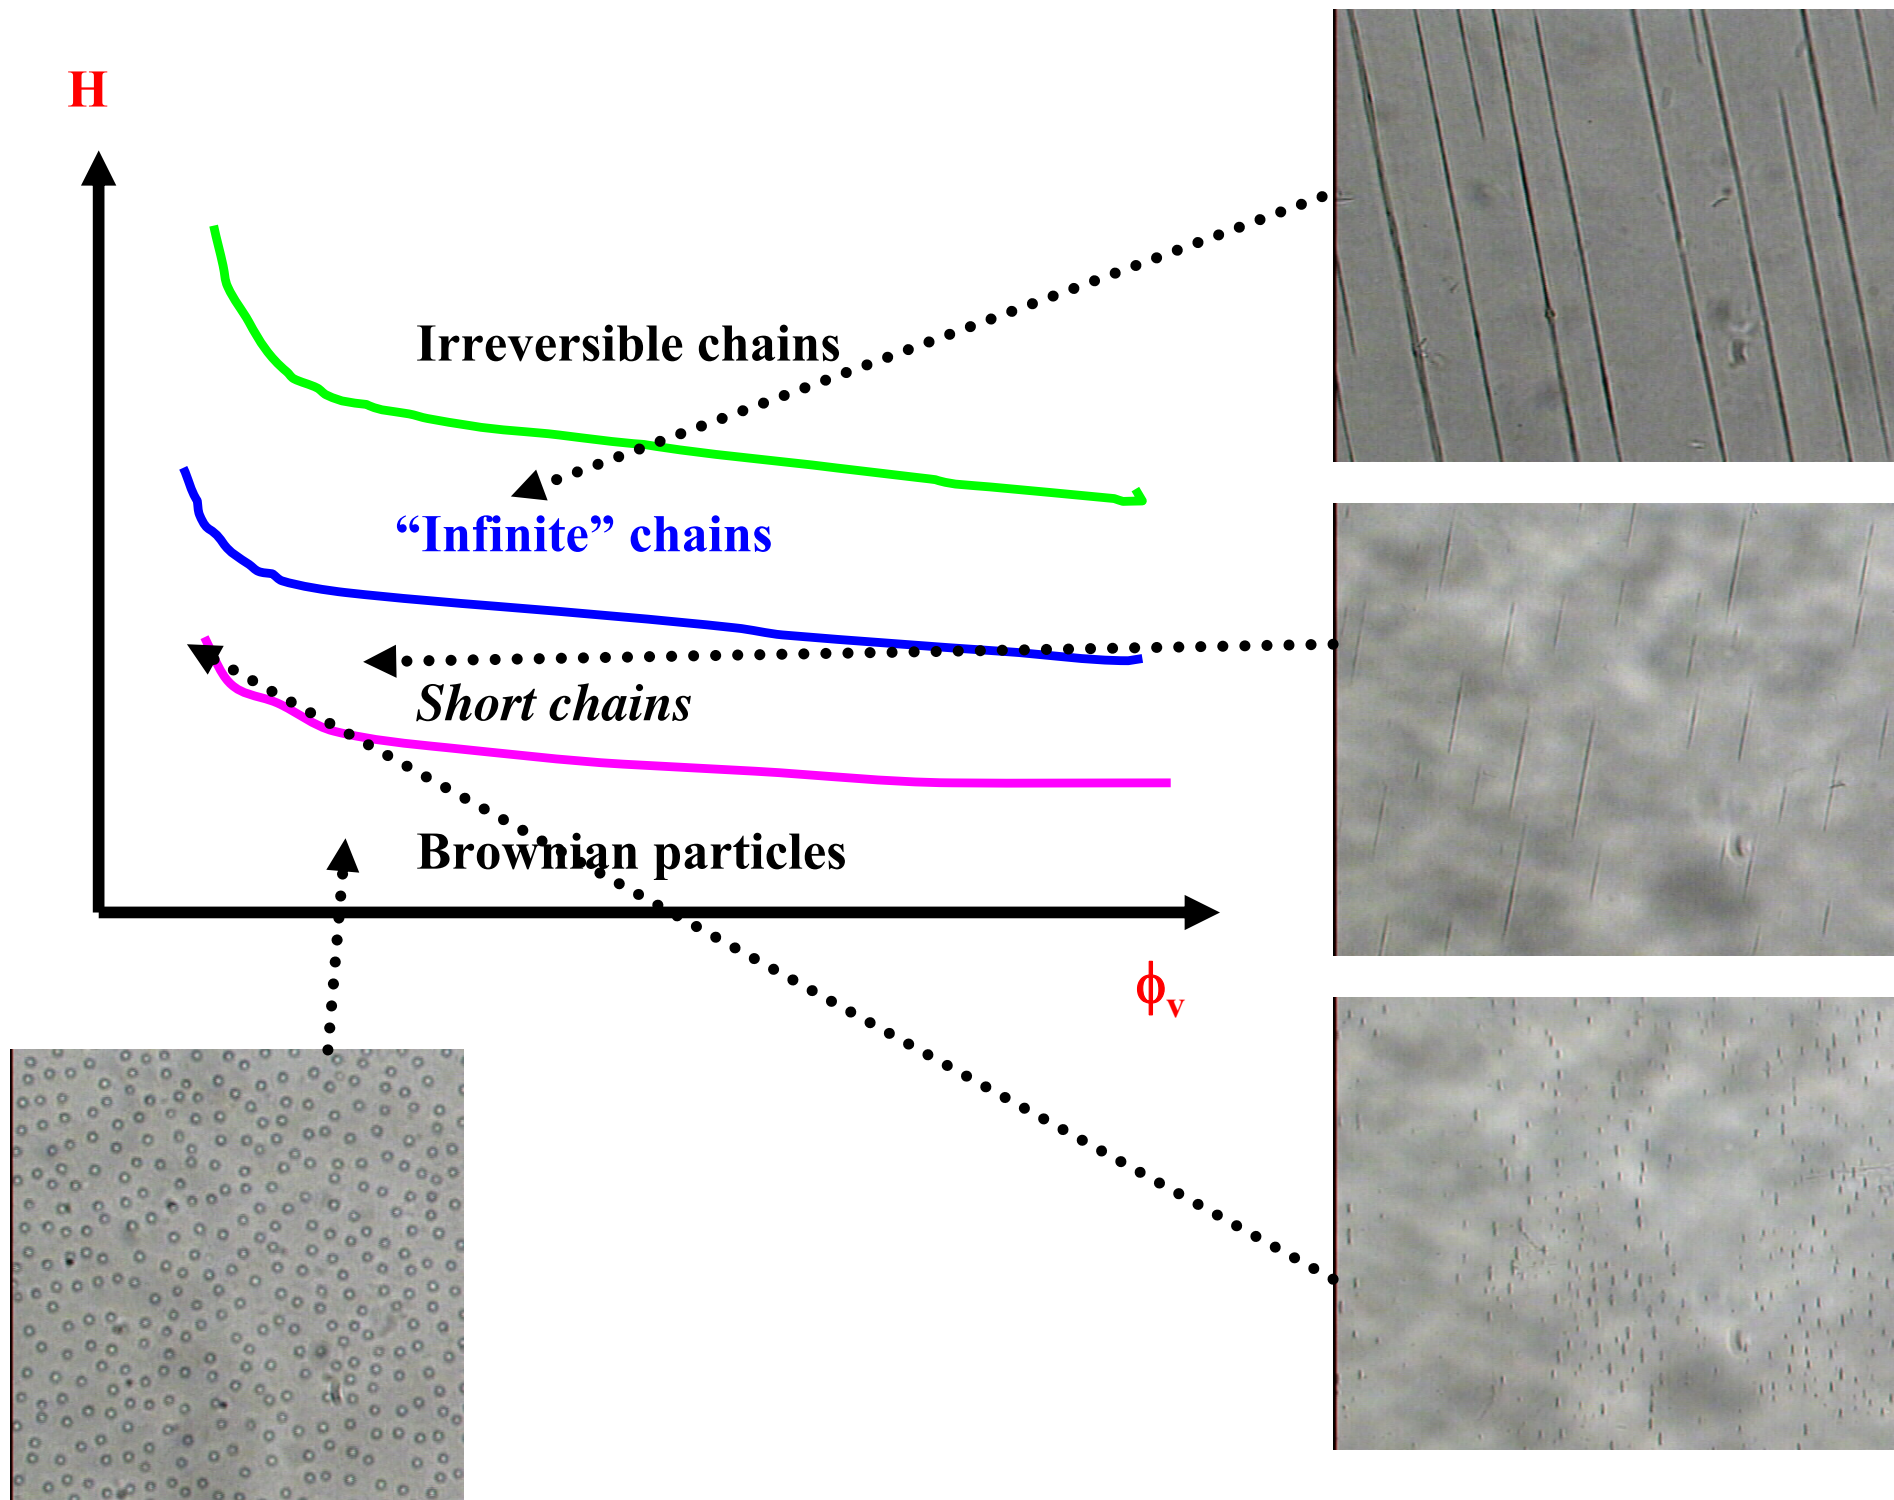 H
Irreversible chains
“Infinite” chains
Short chains
Brownian particles
ϕv